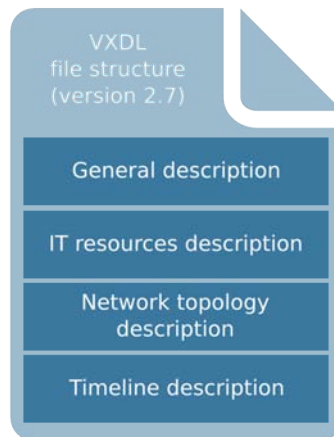 VXDL
file structure
(version 2.7)
General description
IT resources description
Network topology
description
Timeline description